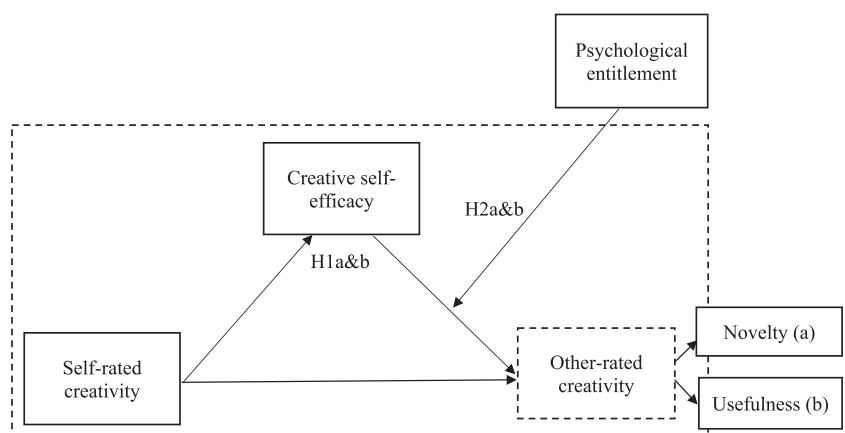 Psychological
entitlement
Creative self-
efficacy
H2a&b
H1a&b
Self-rated
creativity
Other-rated
creativity
Novelty (a)
Usefulness (b)